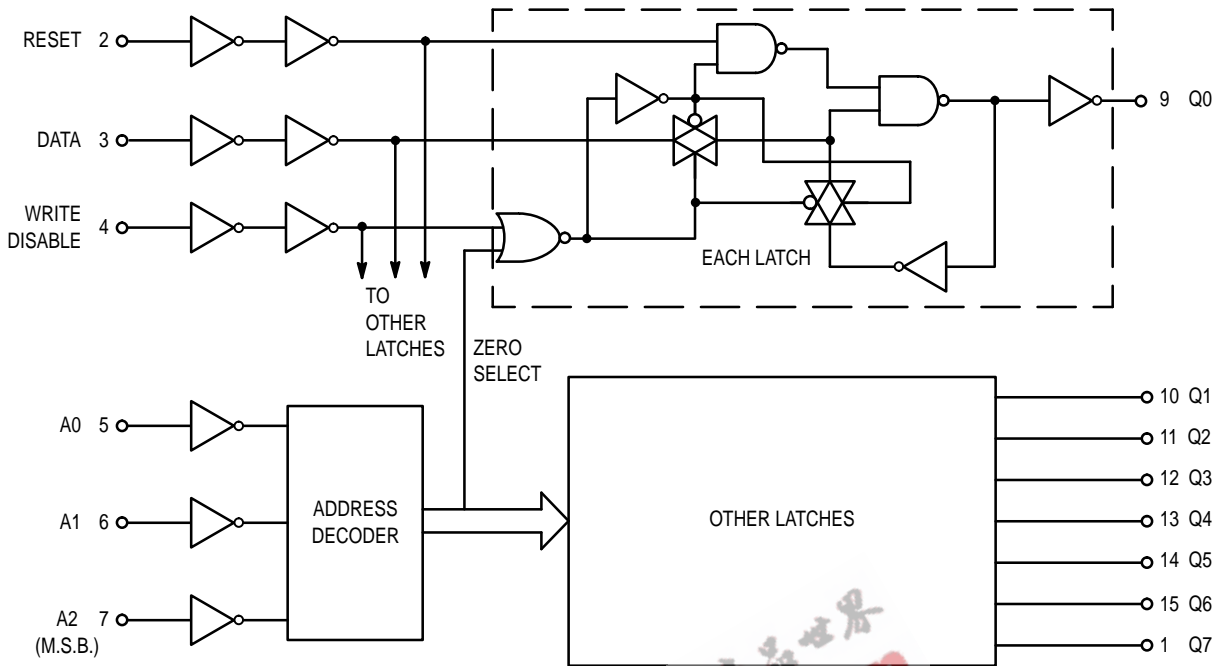 RESET 2
9 Q0
DATA 3
WRITE
DISABLE 4
EACH LATCH
TO
OTHER
LATCHES
ZERO
SELECT
A0 5
A1 6
A2 7
(M.S.B.)
ADDRESS
DECODER
OTHER LATCHES
10 Q1
11 Q2
12 Q3
13 Q4
14 Q5
15 Q6
1 Q7